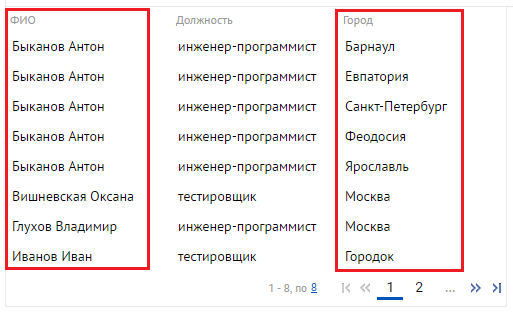 ФИО Должность Город
Быканов Антон инженер-программист Барнаул
Быканов Антон инженер-программист Евпатория
Быканов Антон инженер-программист Санкт-Петербург
Быканов Антон инженер-программист Феодосия
Быканов Антон инженер-программист Ярославль
Вишневская Оксана тестировщик Москва
Глухов Владимир инженер-программист Москва
Иванов Иван тестировщик Городок
1 - 8, по 8 1 2 ...